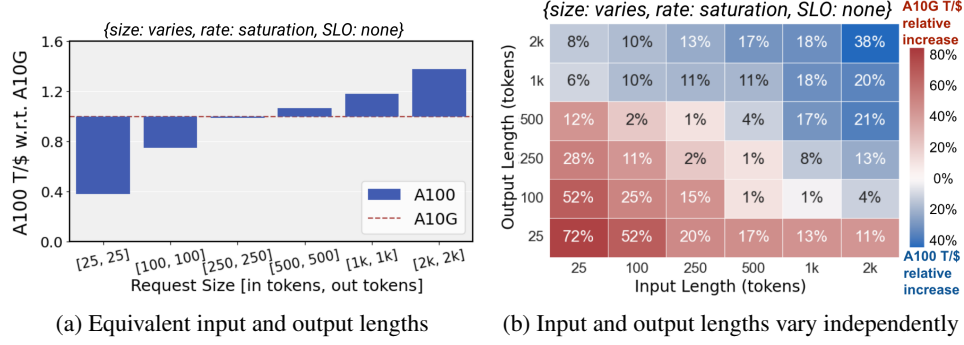 {size: varies, rate: saturation, SLO: none}
A100 T/$ w.r.t. A10G
1.6
1.2
0.8
0.4
0.0
A100
A10G
[25, 25] [100, 100] [250, 250] [500, 500] [1k, 1k] [2k, 2k]
Request Size [in tokens, out tokens]
(a) Equivalent input and output lengths
{size: varies, rate: saturation, SLO: none}
Output Length (tokens)
2k 8% 10% 13% 17% 18% 38%
1k 6% 10% 11% 11% 18% 20%
500 12% 2% 1% 4% 17% 21%
250 28% 11% 2% 1% 8% 13%
100 52% 25% 15% 1% 1% 4%
25 72% 52% 20% 17% 13% 11%
25 100 250 500 1k 2k
Input Length (tokens)
A10G T/$
relative
increase
80%
60%
40%
20%
0%
20%
40%
A100 T/$
relative
increase
(b) Input and output lengths vary independently